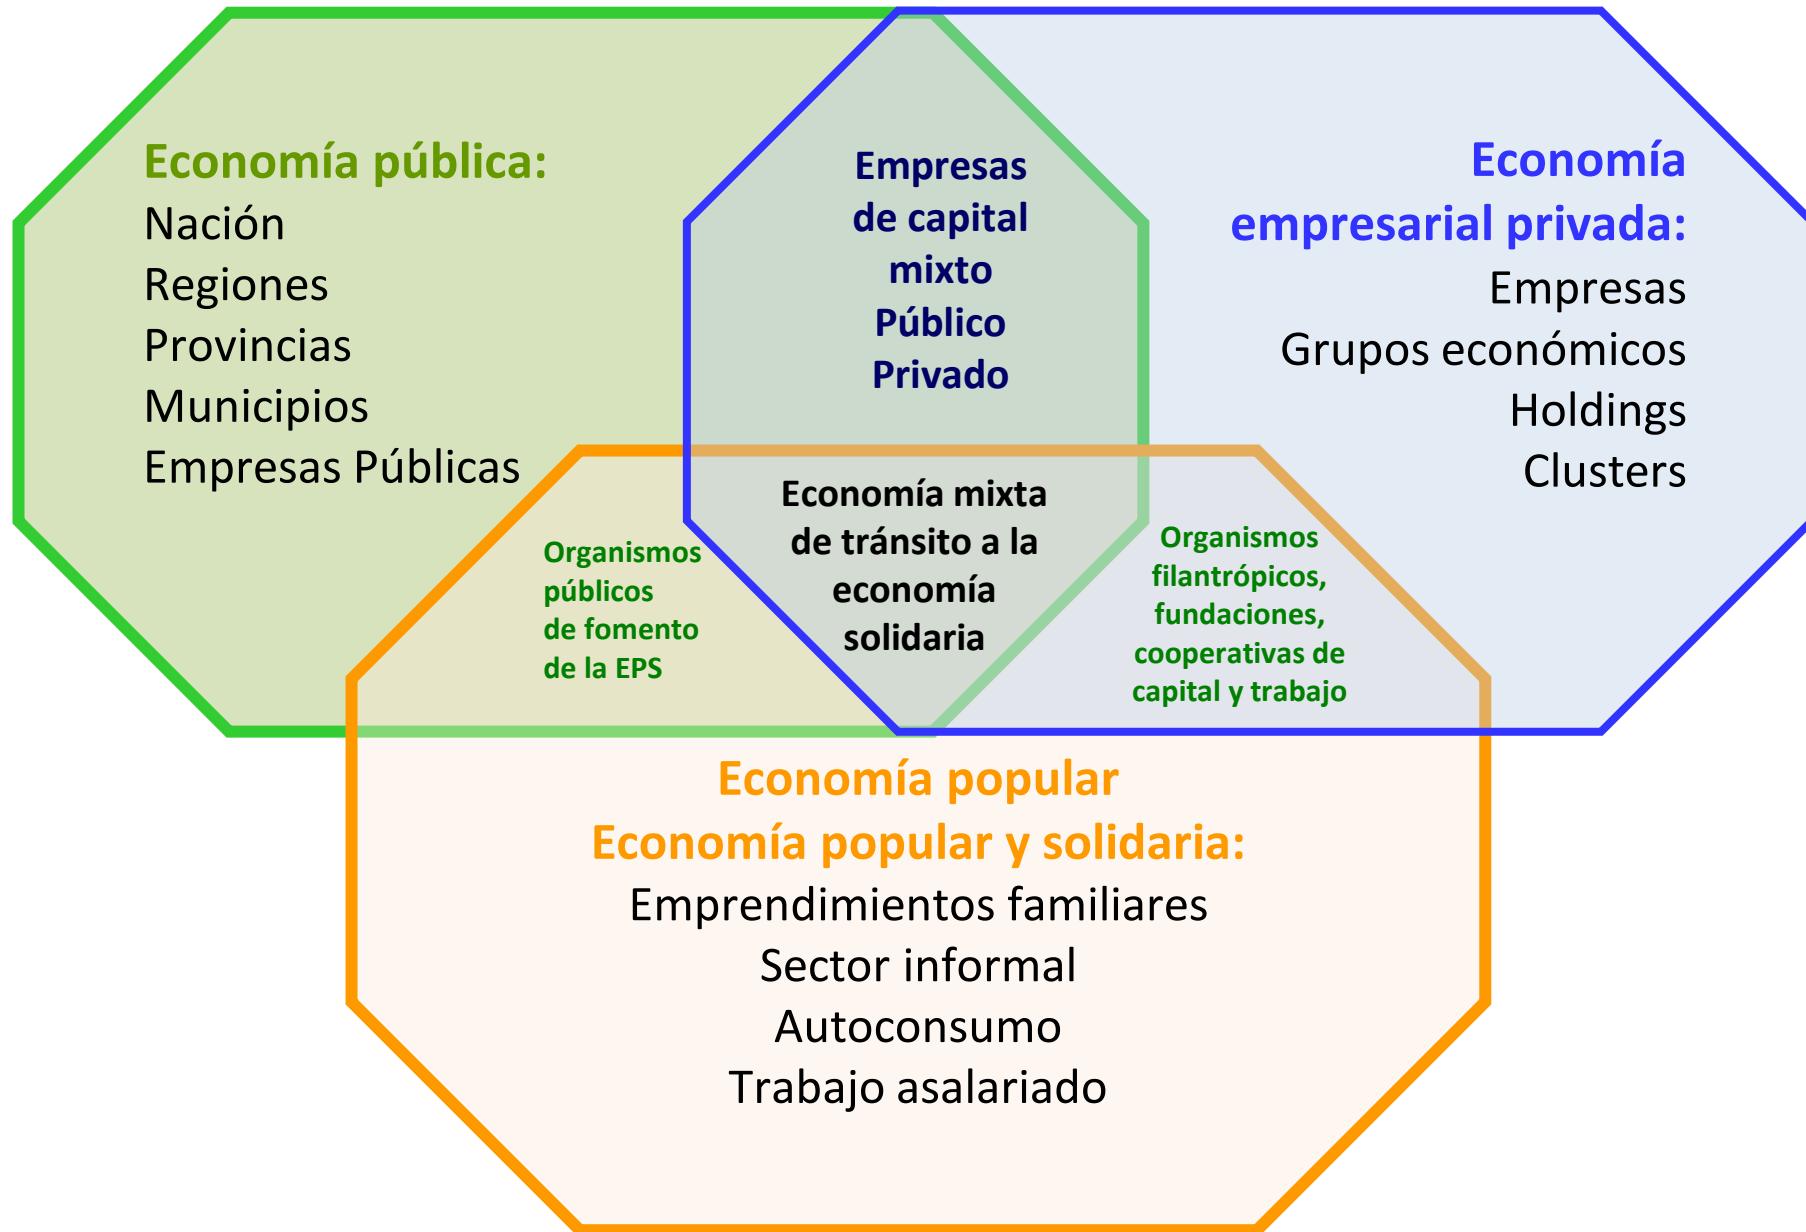 Economía pública:
Nación
Regiones
Provincias
Municipios
Empresas Públicas
Empresas
de capital
mixto
Público
Privado
Economía
empresarial privada:
Empresas
Grupos económicos
Holdings
Clusters
Organismos
públicos
de fomento
de la EPS
Economía mixta
de tránsito a la
economía
solidaria
Organismos
filantrópicos,
fundaciones,
cooperativas de
capital y trabajo
Economía popular
Economía popular y solidaria:
Emprendimientos familiares
Sector informal
Autoconsumo
Trabajo asalariado